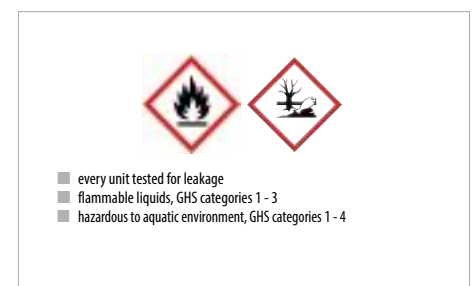 every unit tested for leakage
flammable liquids, GHS categories 1 - 3
hazardous to aquatic environment, GHS categories 1 - 4